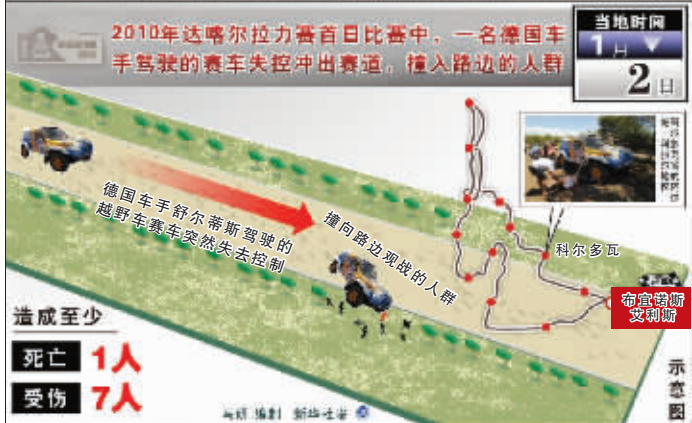 2010年达喀尔拉力赛首日比赛中，一名德国车
手驾驶的赛车失控冲出赛道，撞入路边的人群
当地时间
1月
2日
德国车手舒尔蒂斯驾驶的
越野车赛车突然失去控制
撞向路边观战的人群
科尔多瓦
布宜诺斯
艾利斯
造成至少
死亡 1人
受伤 7人
编制 新华社发
示意图